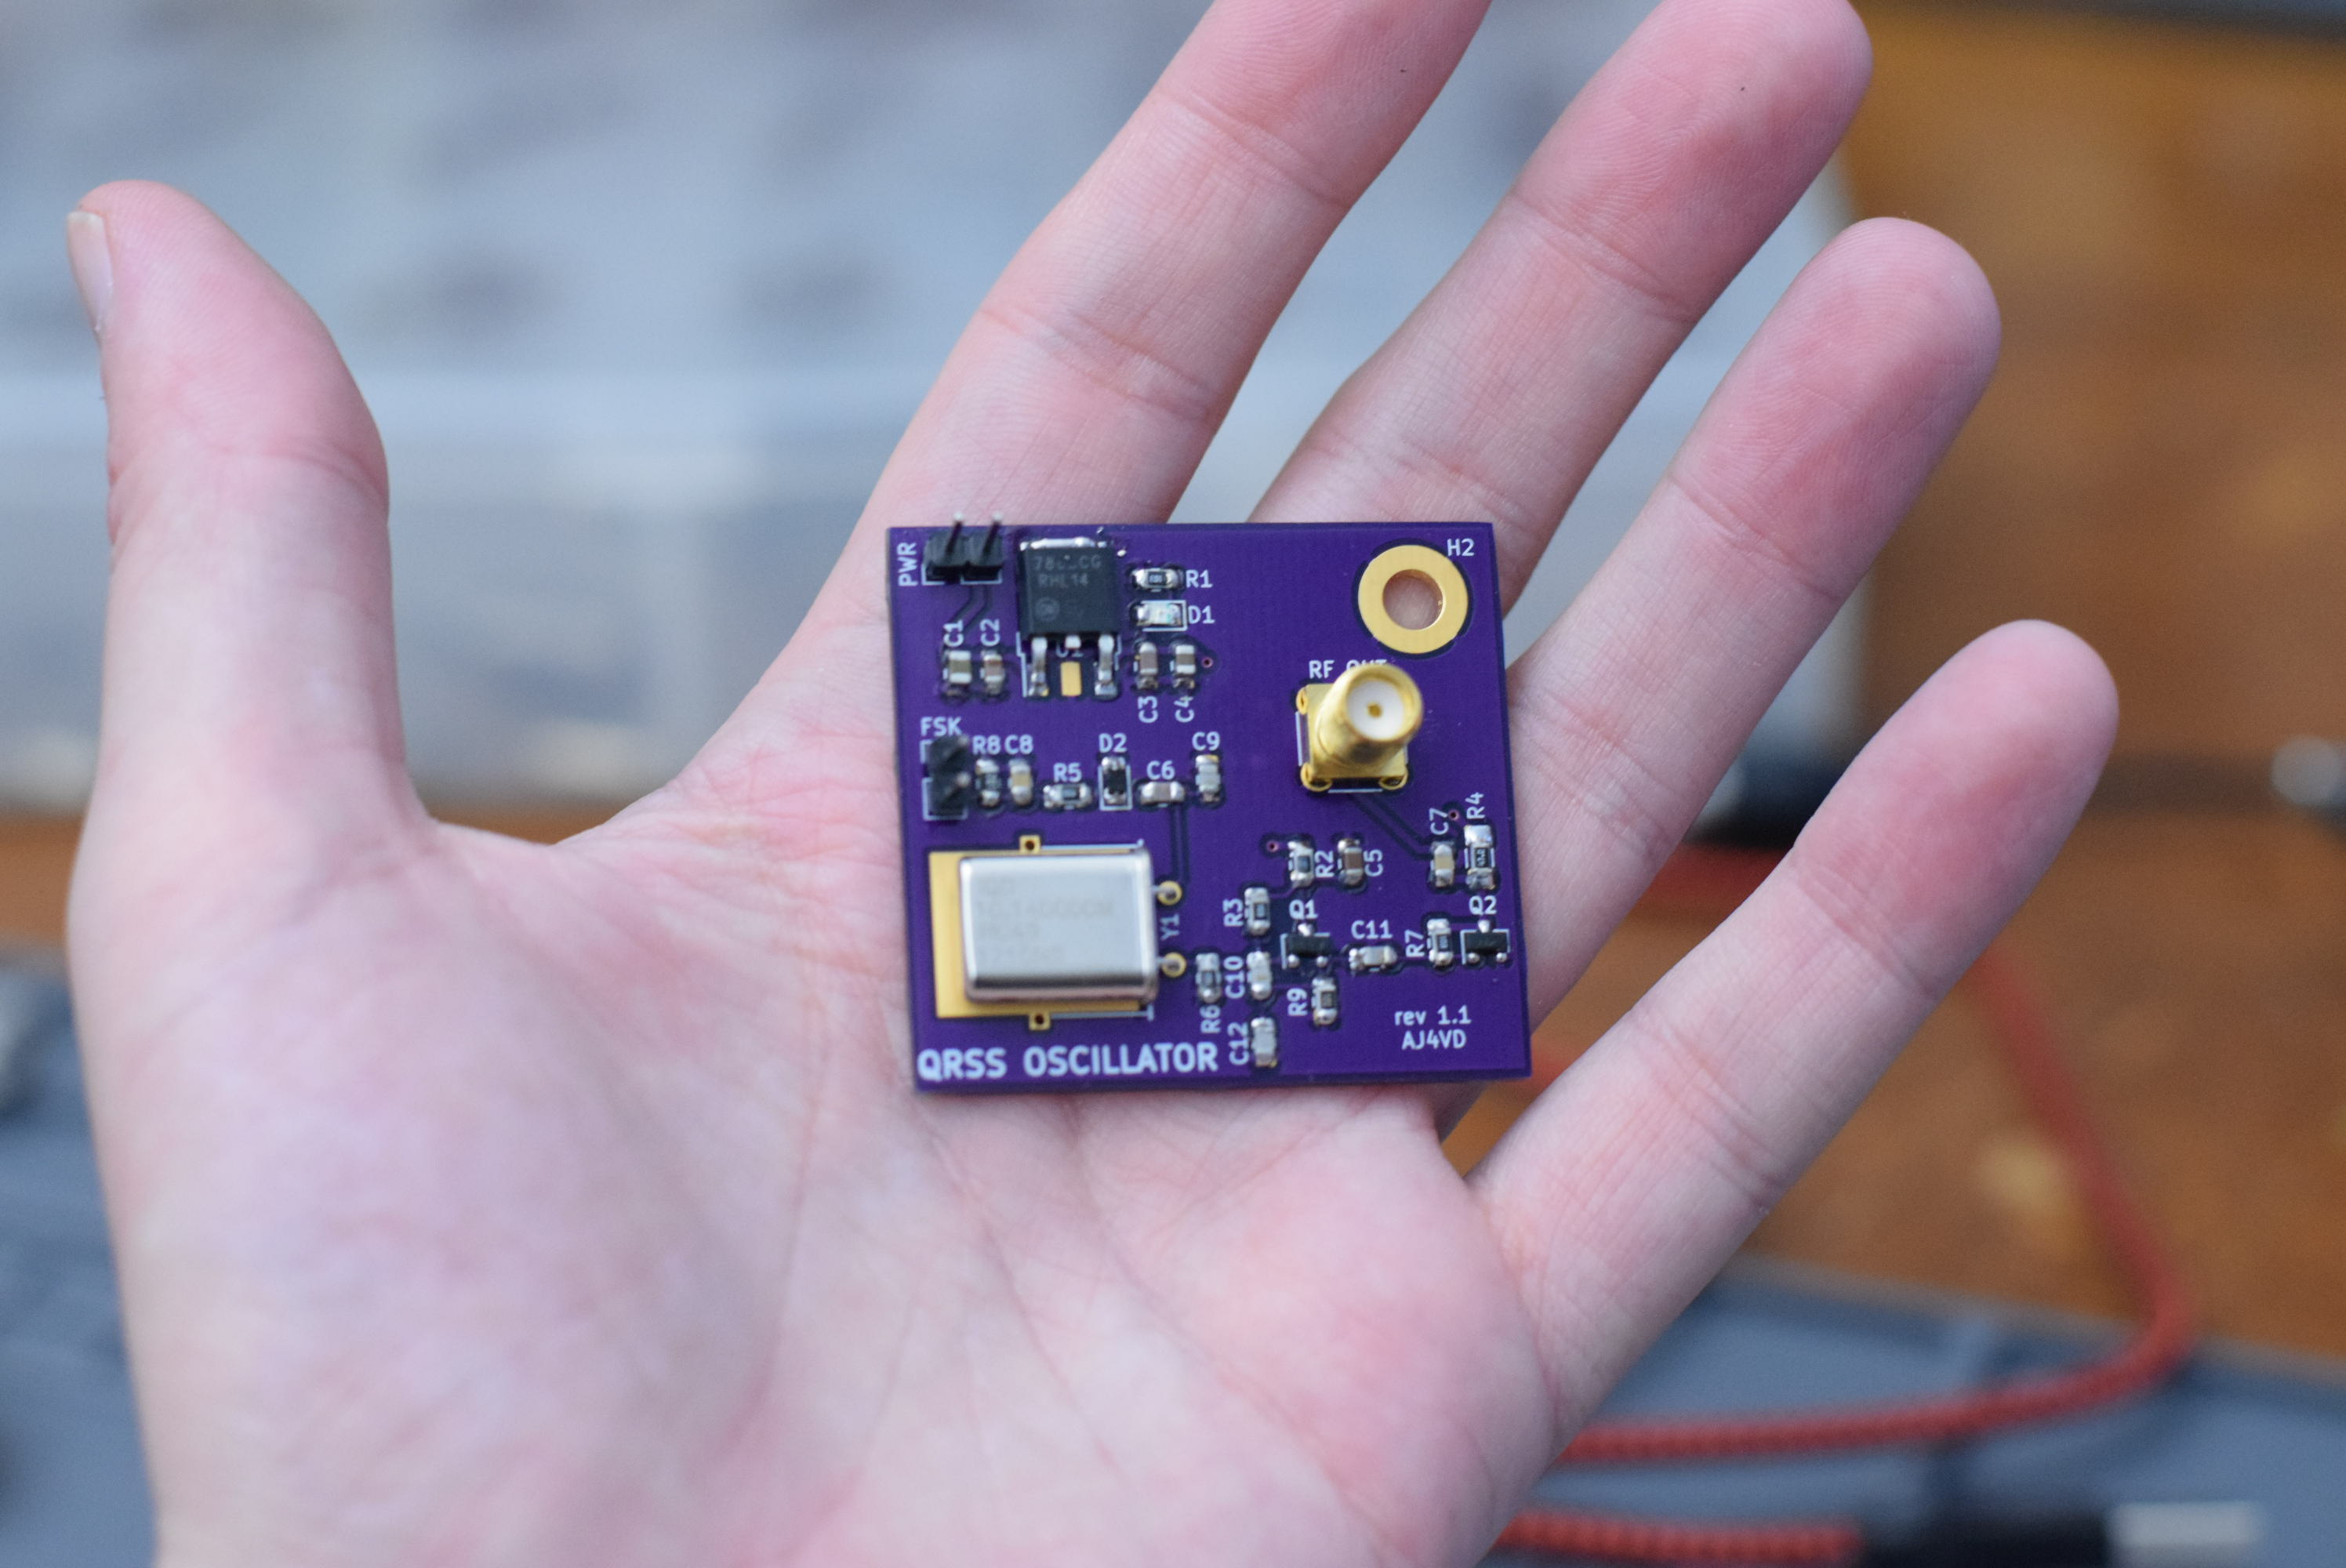 PWR
RHL14
R1
D1
H2
C1
C2
C3
C4
RF OUT
FSK
R8
C8
R5
D2
C6
C9
C7
R4
R2
C5
R3
Q1
Q2
C11
R7
Y1
R6
C10
R9
C12
rev 1.1
AJ4VD
QRSS OSCILLATOR